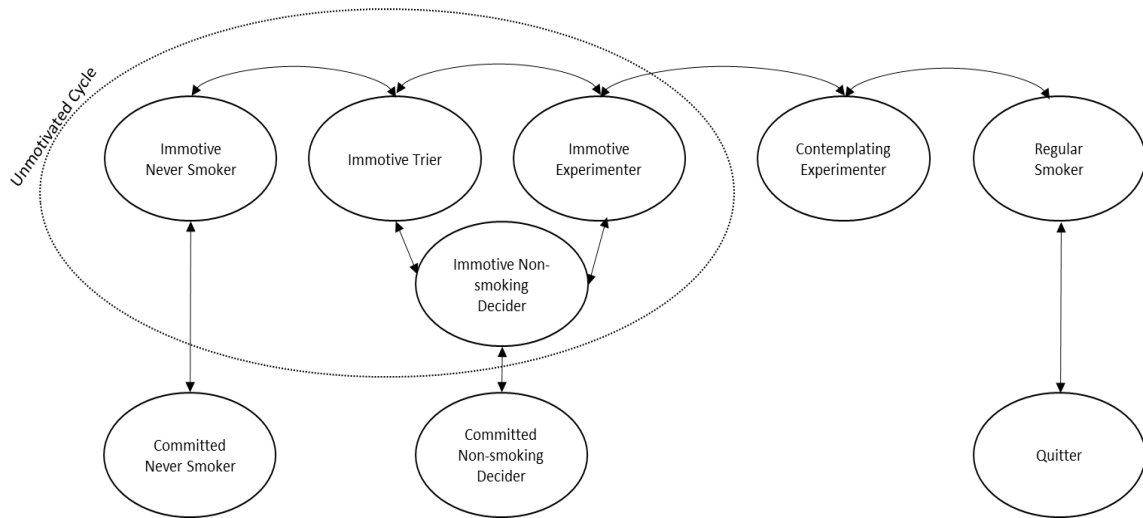 Unmotivated Cycle
Immotive
Never Smoker
Immotive Trier
Immotive
Experimenter
Contemplating
Experimenter
Regular
Smoker
Immotive Non-
smoking
Decider
Committed
Never Smoker
Committed
Non-smoking
Decider
Quitter